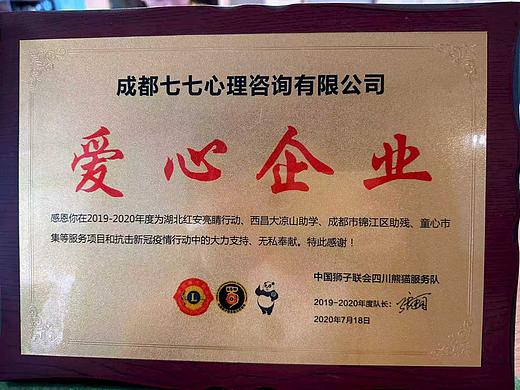 成都七七心理咨询有限公司
爱心企业
感恩你在2019-2020年度为湖北红安亮睛行动、西昌大凉山助学、成都市锦江区助残、童心市
集等服务项目和抗击新冠疫情行动中的大力支持、无私奉献。特此感谢！
L
中国狮子联会四川熊猫服务队
2019-2020年度队长：
2020年7月18日